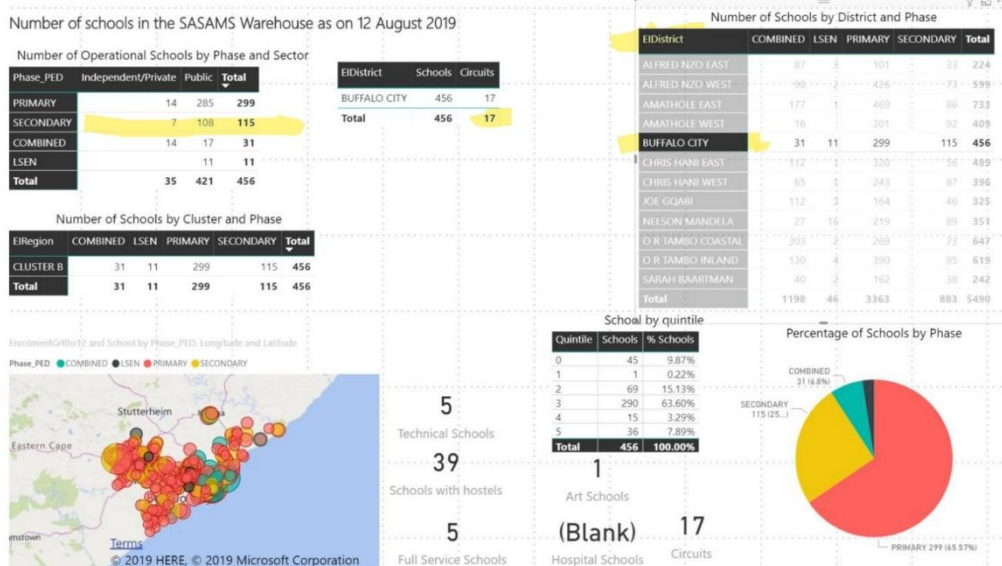 Number of schools in the SASAMS Warehouse as on 12 August 2019
Number of Operational Schools by Phase and Sector
Phase_PED Independent/Private Public Total
PRIMARY 14 285 299
SECONDARY 7 108 115
COMBINED 14 17 31
LSEN 11 11
Total 35 421 456
EIDistrict Schools Circuits
BUFFALO CITY 456 17
Total 456 17
Number of Schools by District and Phase
EIDistrict COMBINED LSEN PRIMARY SECONDARY Total
ALFRED NZO EAST 87 3 101 33 224
ALFRED NZO WEST 98 2 426 73 599
AMATHOLE EAST 177 1 469 86 733
AMATHOLE WEST 16 301 92 409
BUFFALO CITY 31 11 299 115 456
CHRIS HANI EAST 112 1 320 56 489
CHRIS HANI WEST 65 1 243 87 396
JOE GQABI 112 3 164 46 325
NELSON MANDELA 27 16 219 89 351
O R TAMBO COASTAL 303 2 269 73 647
O R TAMBO INLAND 130 4 390 95 619
SARAH BAARTMAN 40 2 162 38 242
Total 1198 46 3363 883 5490
Number of Schools by Cluster and Phase
EIRegion COMBINED LSEN PRIMARY SECONDARY Total
CLUSTER B 31 11 299 115 456
Total 31 11 299 115 456
EnrolmentGrRto12 and School by Phase_PED, Longitude and Latitude
Phase_PED COMBINED LSEN PRIMARY SECONDARY
Stutterheim
Eastern Cape
Terms
© 2019 HERE, © 2019 Microsoft Corporation
5
Technical Schools
39
Schools with hostels
5
Full Service Schools
School by quintile
Quintile Schools % Schools
0 45 9.87%
1 1 0.22%
2 69 15.13%
3 290 63.60%
4 15 3.29%
5 36 7.89%
Total 456 100.00%
1
Art Schools
(Blank)
Hospital Schools
17
Circuits
Percentage of Schools by Phase
COMBINED
31 (6.8%)
SECONDARY
115 (25...)
PRIMARY 299 (65.57%)